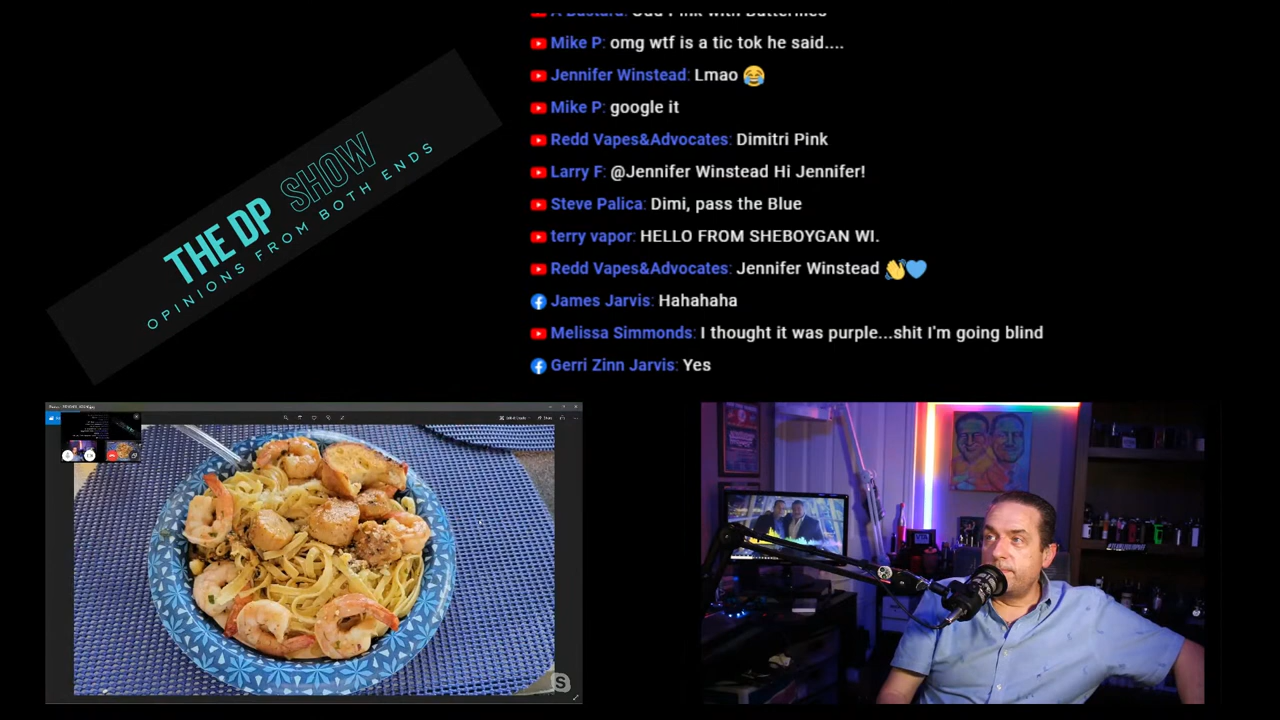 Mike P: omg wtf is a tic tok he said....
Jennifer Winstead: Lmao 😂
Mike P: google it
Redd Vapes&Advocates: Dimitri Pink
Larry F: @Jennifer Winstead Hi Jennifer!
Steve Palica: Dimi, pass the Blue
terry vapor: HELLO FROM SHEBOYGAN WI.
Redd Vapes&Advocates: Jennifer Winstead 👋💙
James Jarvis: Hahahaha
Melissa Simmonds: I thought it was purple...shit I'm going blind
Gerri Zinn Jarvis: Yes
THE DP SHOW
OPINIONS FROM BOTH ENDS